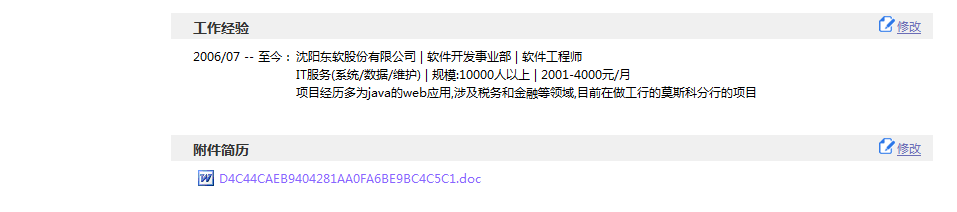 工作经验
修改
2006/07 -- 至今：沈阳东软股份有限公司 | 软件开发事业部 | 软件工程师
IT服务(系统/数据/维护) | 规模:10000人以上 | 2001-4000元/月
项目经历多为java的web应用,涉及税务和金融等领域,目前在做工行的莫斯科分行的项目
附件简历
修改
D4C44CAEB9404281AA0FA6BE9BC4C5C1.doc